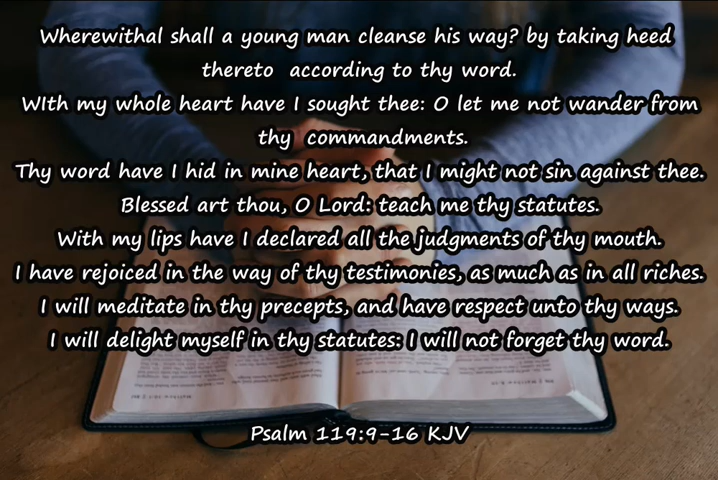 Wherewithal shall a young man cleanse his way? by taking heed
thereto according to thy word.
WIth my whole heart have I sought thee: O let me not wander from
thy commandments.
Thy word have I hid in mine heart, that I might not sin against thee.
Blessed art thou, O Lord: teach me thy statutes.
With my lips have I declared all the judgments of thy mouth.
I have rejoiced in the way of thy testimonies, as much as in all riches.
I will meditate in thy precepts, and have respect unto thy ways.
I will delight myself in thy statutes: I will not forget thy word.
Psalm 119:9-16 KJV